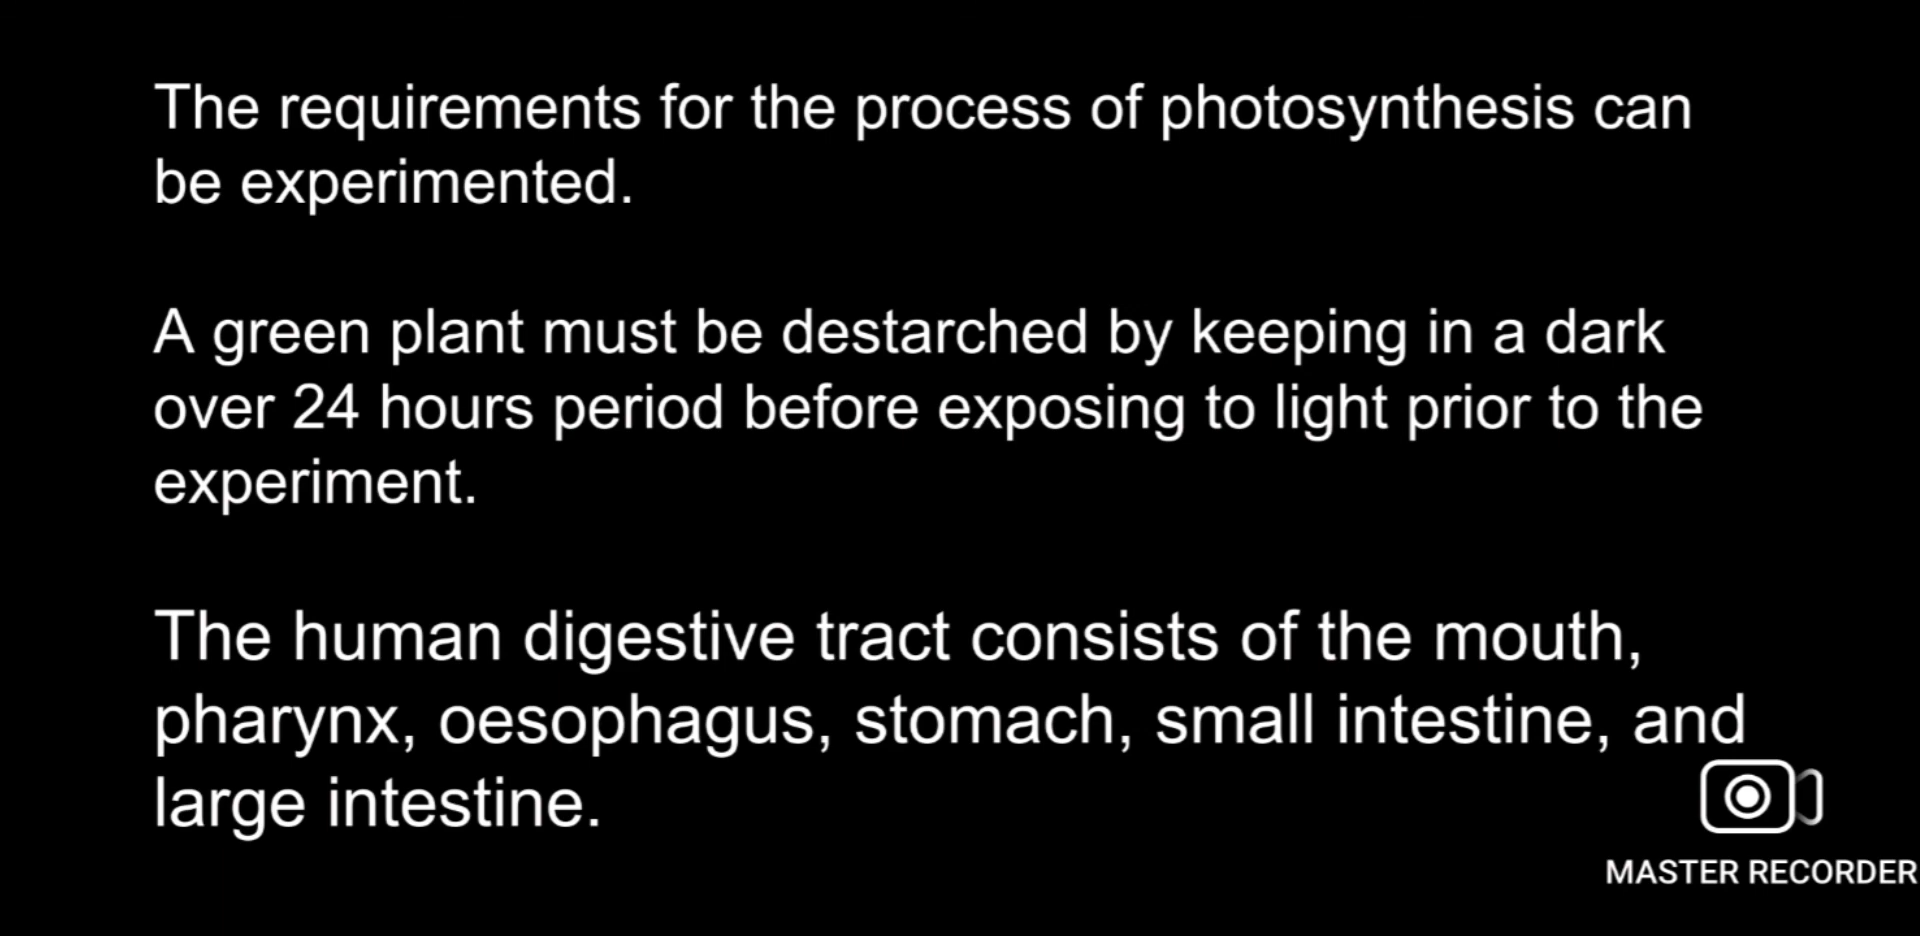 The requirements for the process of photosynthesis can
be experimented.
A green plant must be destarched by keeping in a dark
over 24 hours period before exposing to light prior to the
experiment.
The human digestive tract consists of the mouth,
pharynx, oesophagus, stomach, small intestine, and
large intestine.
MASTER RECORDER